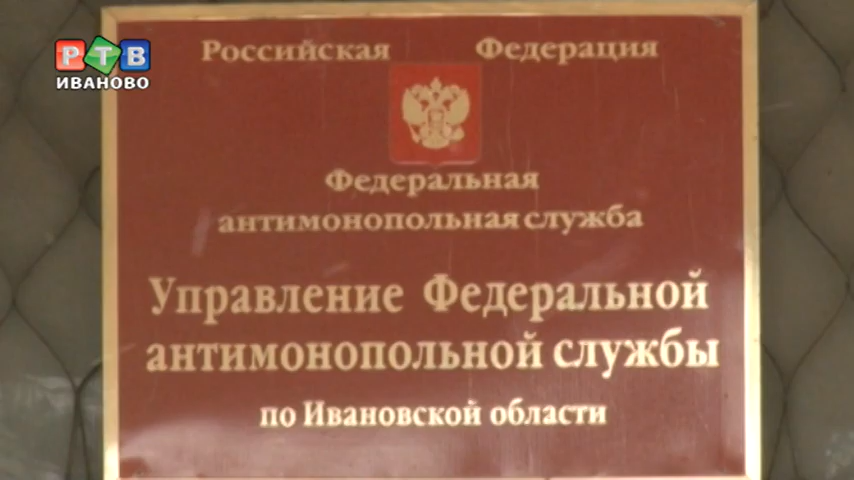 РТВ
ИВАНОВО
Российская Федерация
Федеральная
антимонопольная служба
Управление Федеральной
антимонопольной службы
по Ивановской области